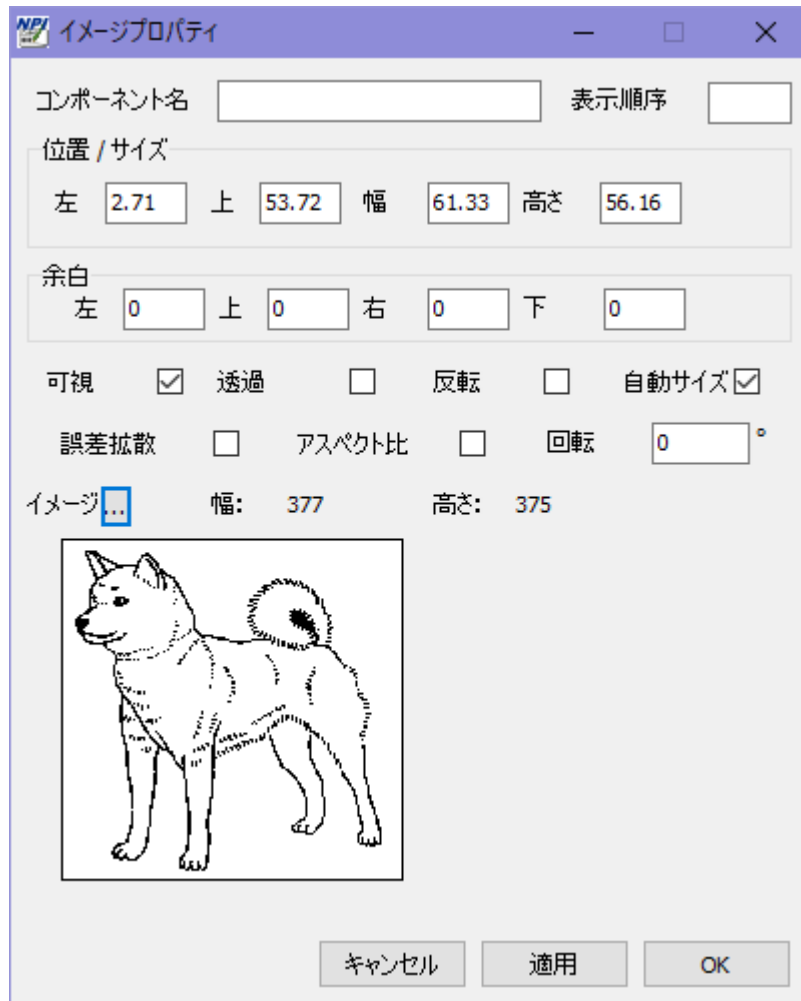 NPI イメージプロパティ
コンポーネント名 表示順序
位置 / サイズ
左 2.71 上 53.72 幅 61.33 高さ 56.16
余白
左 0 上 0 右 0 下 0
可視 透過 反転 自動サイズ
誤差拡散 アスペクト比 回転 0 °
イメージ ... 幅: 377 高さ: 375
キャンセル 適用 OK